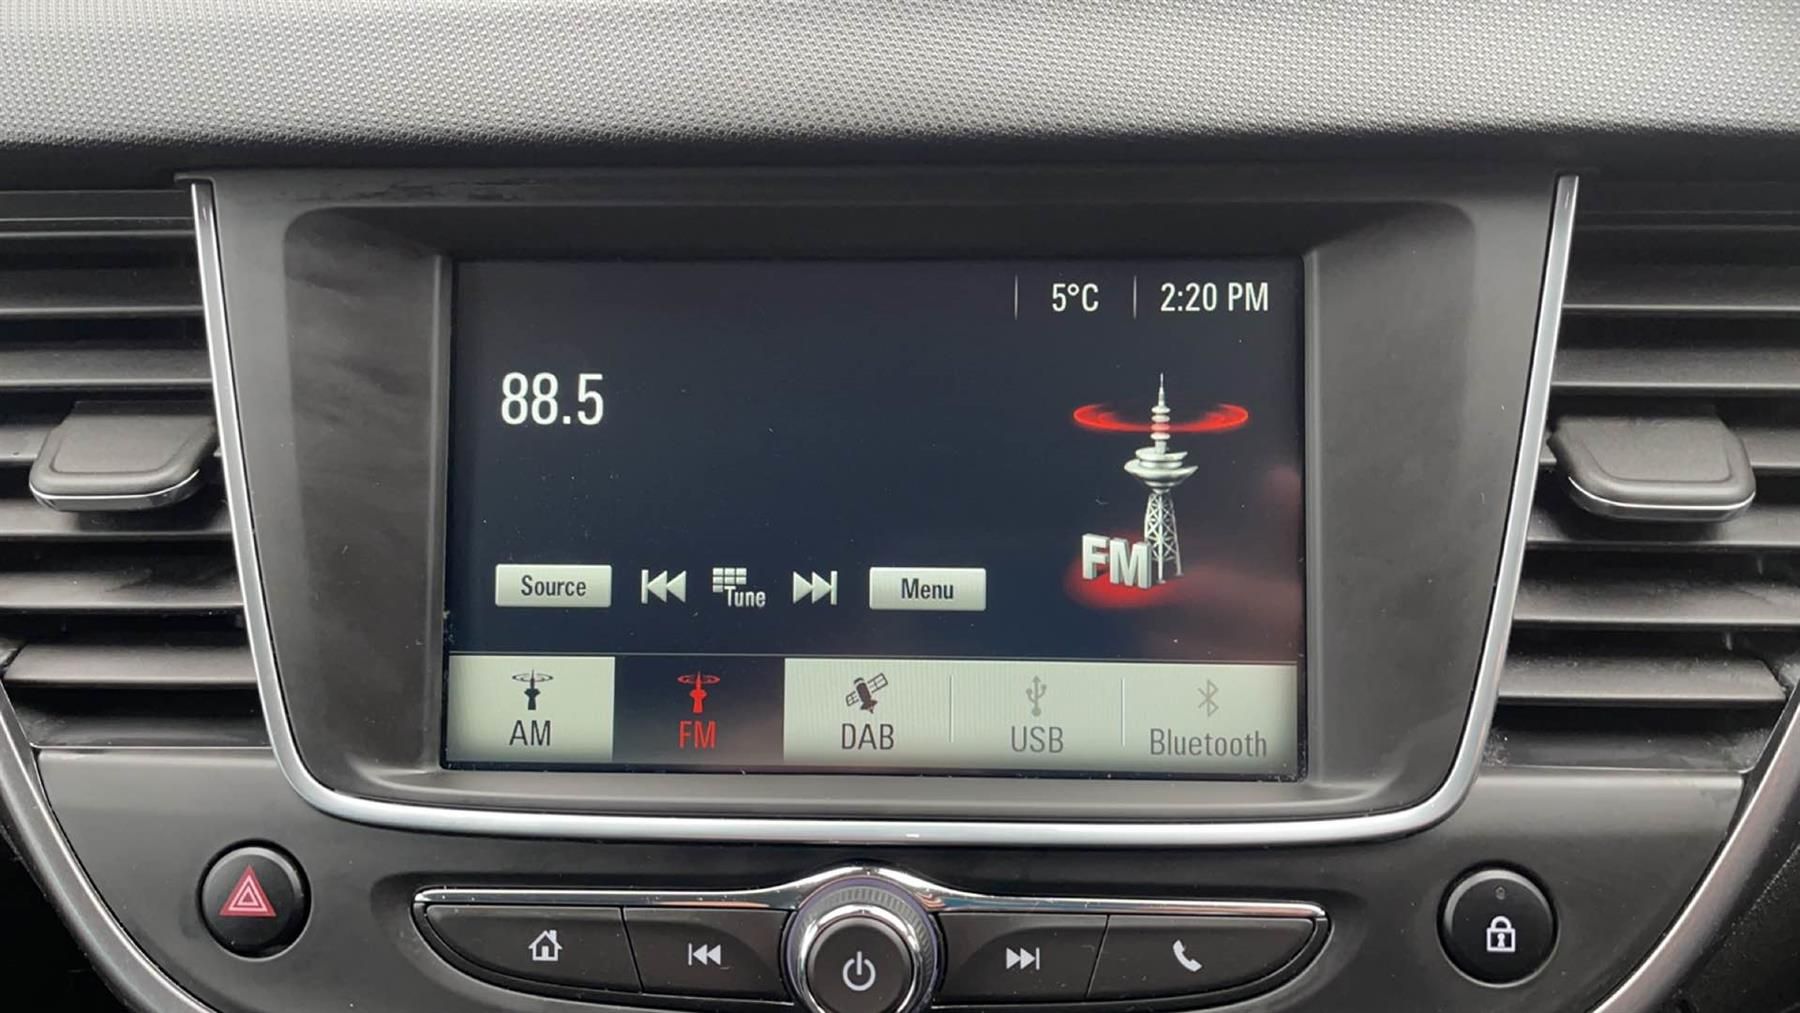 5°C 2:20 PM
88.5
FM
Source Tune Menu
AM FM DAB USB Bluetooth